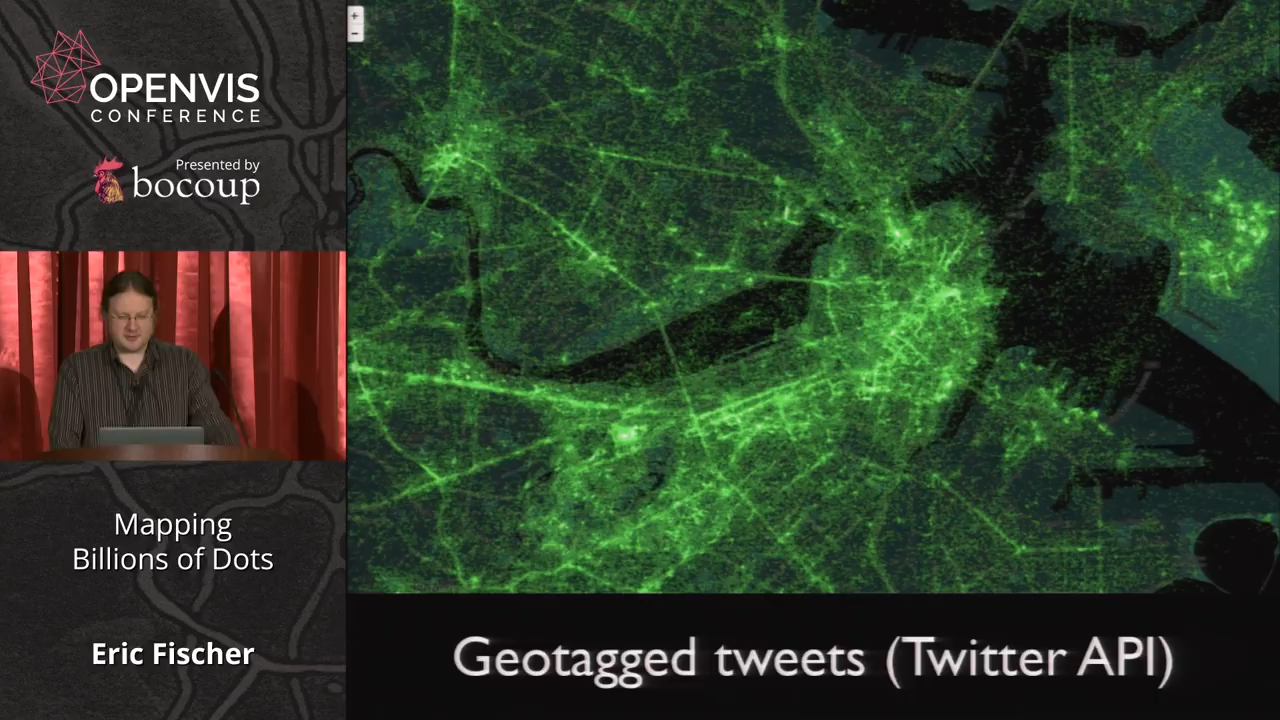 OPENVIS
CONFERENCE
Presented by
bocoup
Mapping
Billions of Dots
Eric Fischer
+
−
Geotagged tweets (Twitter API)